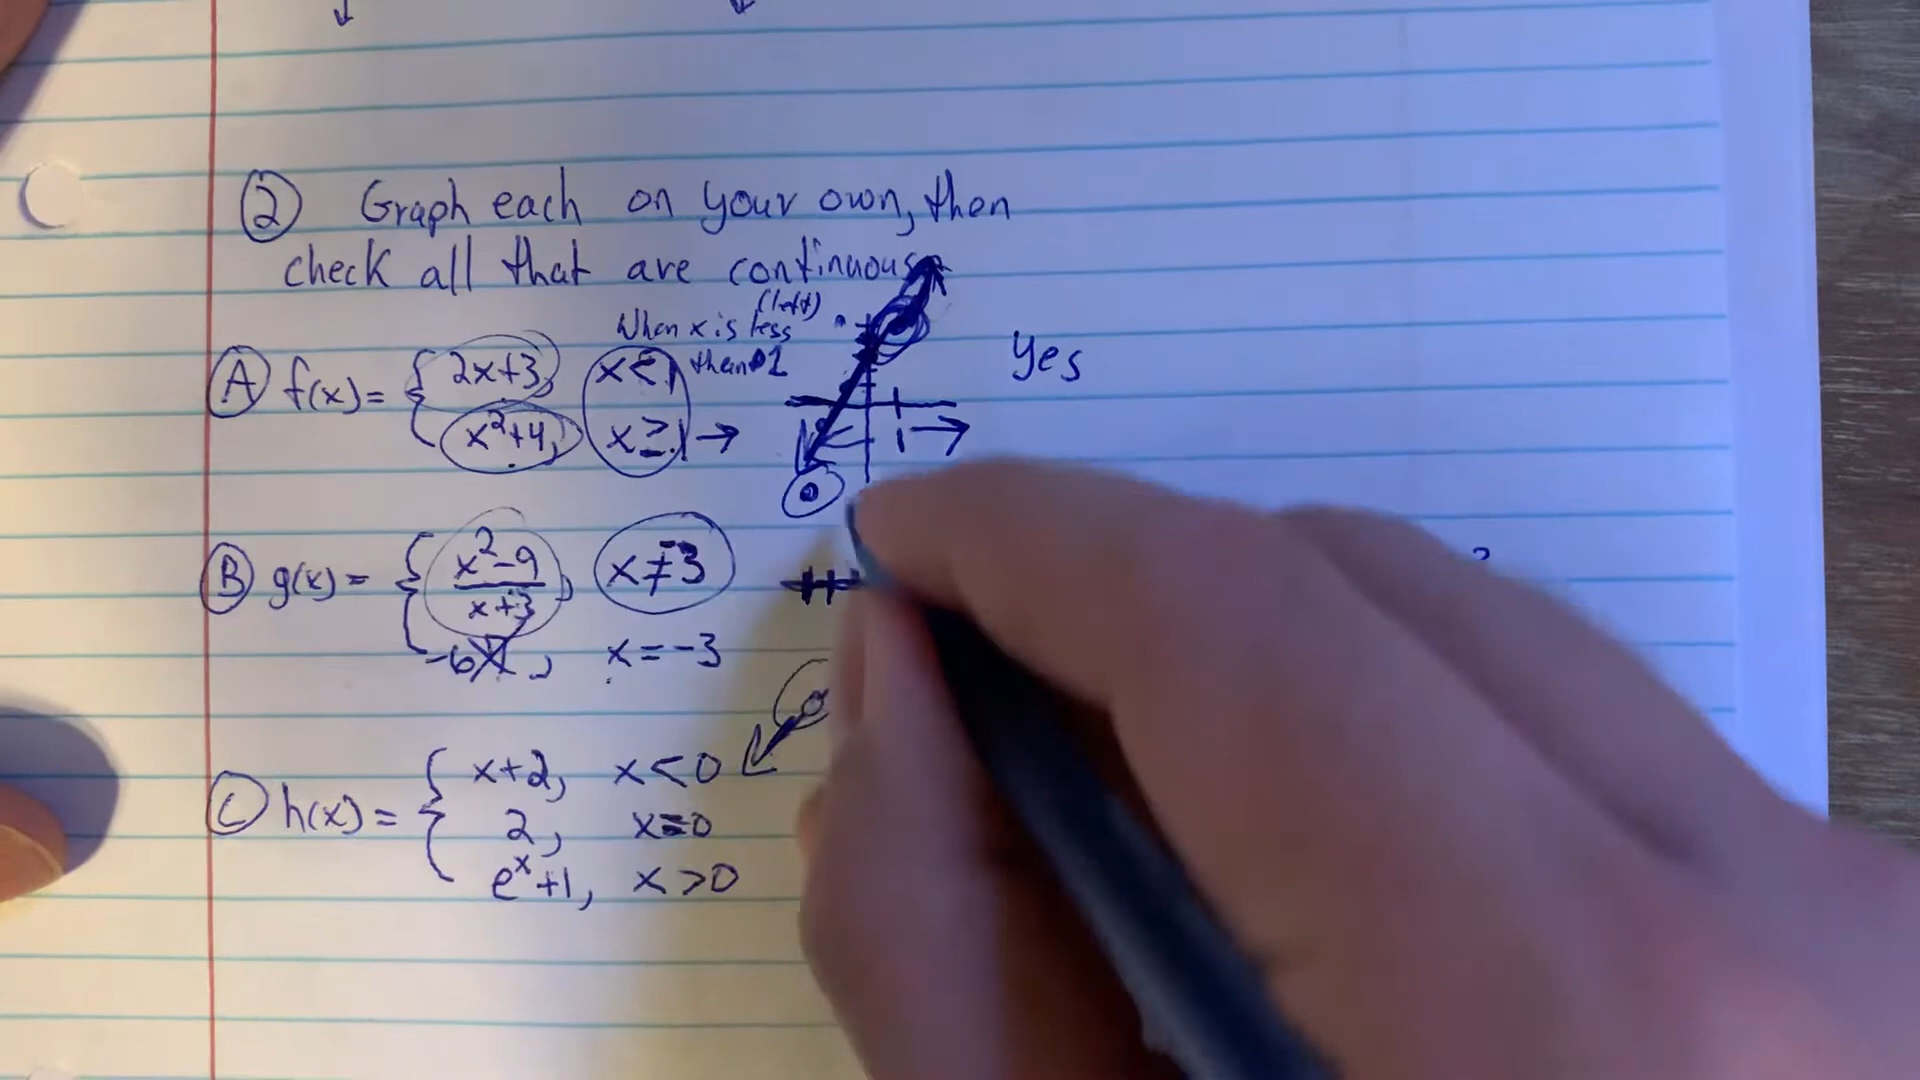 ② Graph each on your own, then
check all that are continuous
(left)
When x is less
than 1
Ⓐ f(x) = { 2x+3, x<1
x²+4, x≥1 →
Yes
1 →
Ⓑ g(x) = { x²-9 / x+3, x≠-3
-6, x=-3
Ⓒ h(x) = { x+2, x<0
2, x=0
eˣ+1, x>0